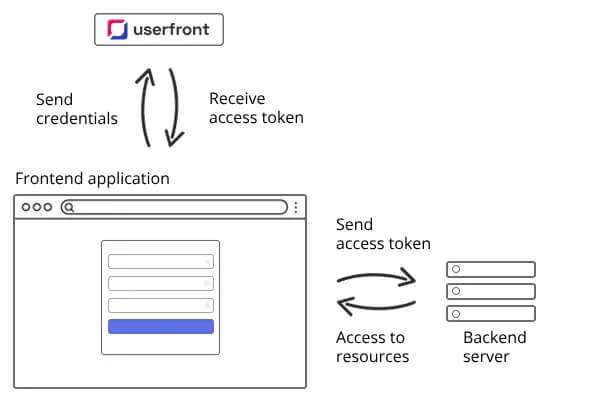 userfront
Send
credentials
Receive
access token
Frontend application
Send
access token
Access to
resources
Backend
server